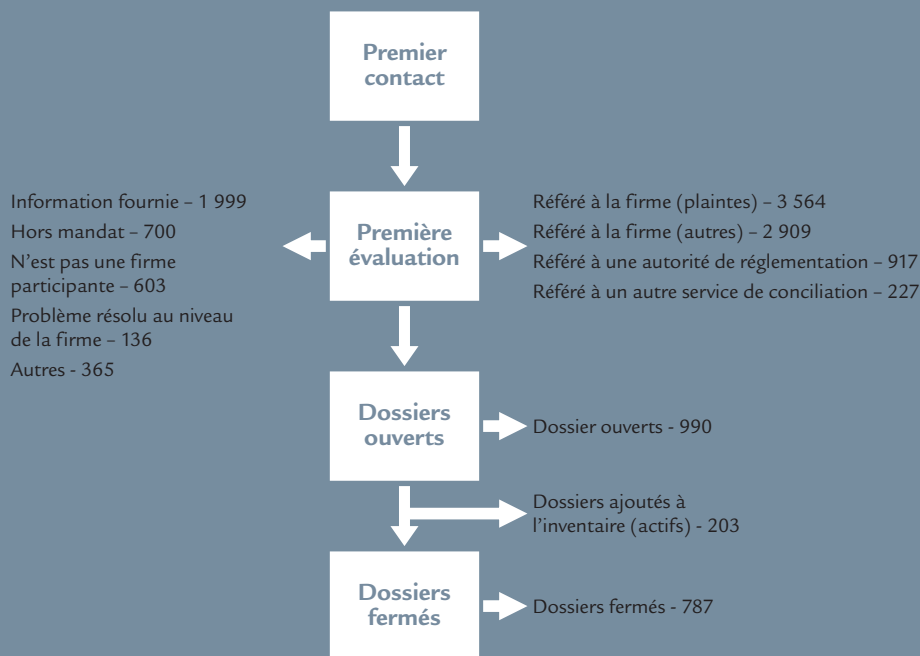 Premier
contact
Information fournie – 1 999
Hors mandat – 700
N'est pas une firme
participante – 603
Problème résolu au niveau
de la firme – 136
Autres - 365
Première
évaluation
Référé à la firme (plaintes) – 3 564
Référé à la firme (autres) – 2 909
Référé à une autorité de réglementation – 917
Référé à un autre service de conciliation – 227
Dossiers
ouverts
Dossier ouverts - 990
Dossiers ajoutés à
l'inventaire (actifs) - 203
Dossiers
fermés
Dossiers fermés - 787